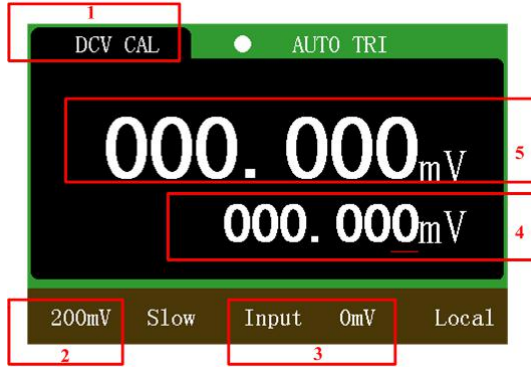 1
DCV CAL AUTO TRI
000.000mV 5
000.000mV 4
200mV Slow Input 0mV Local
2 3